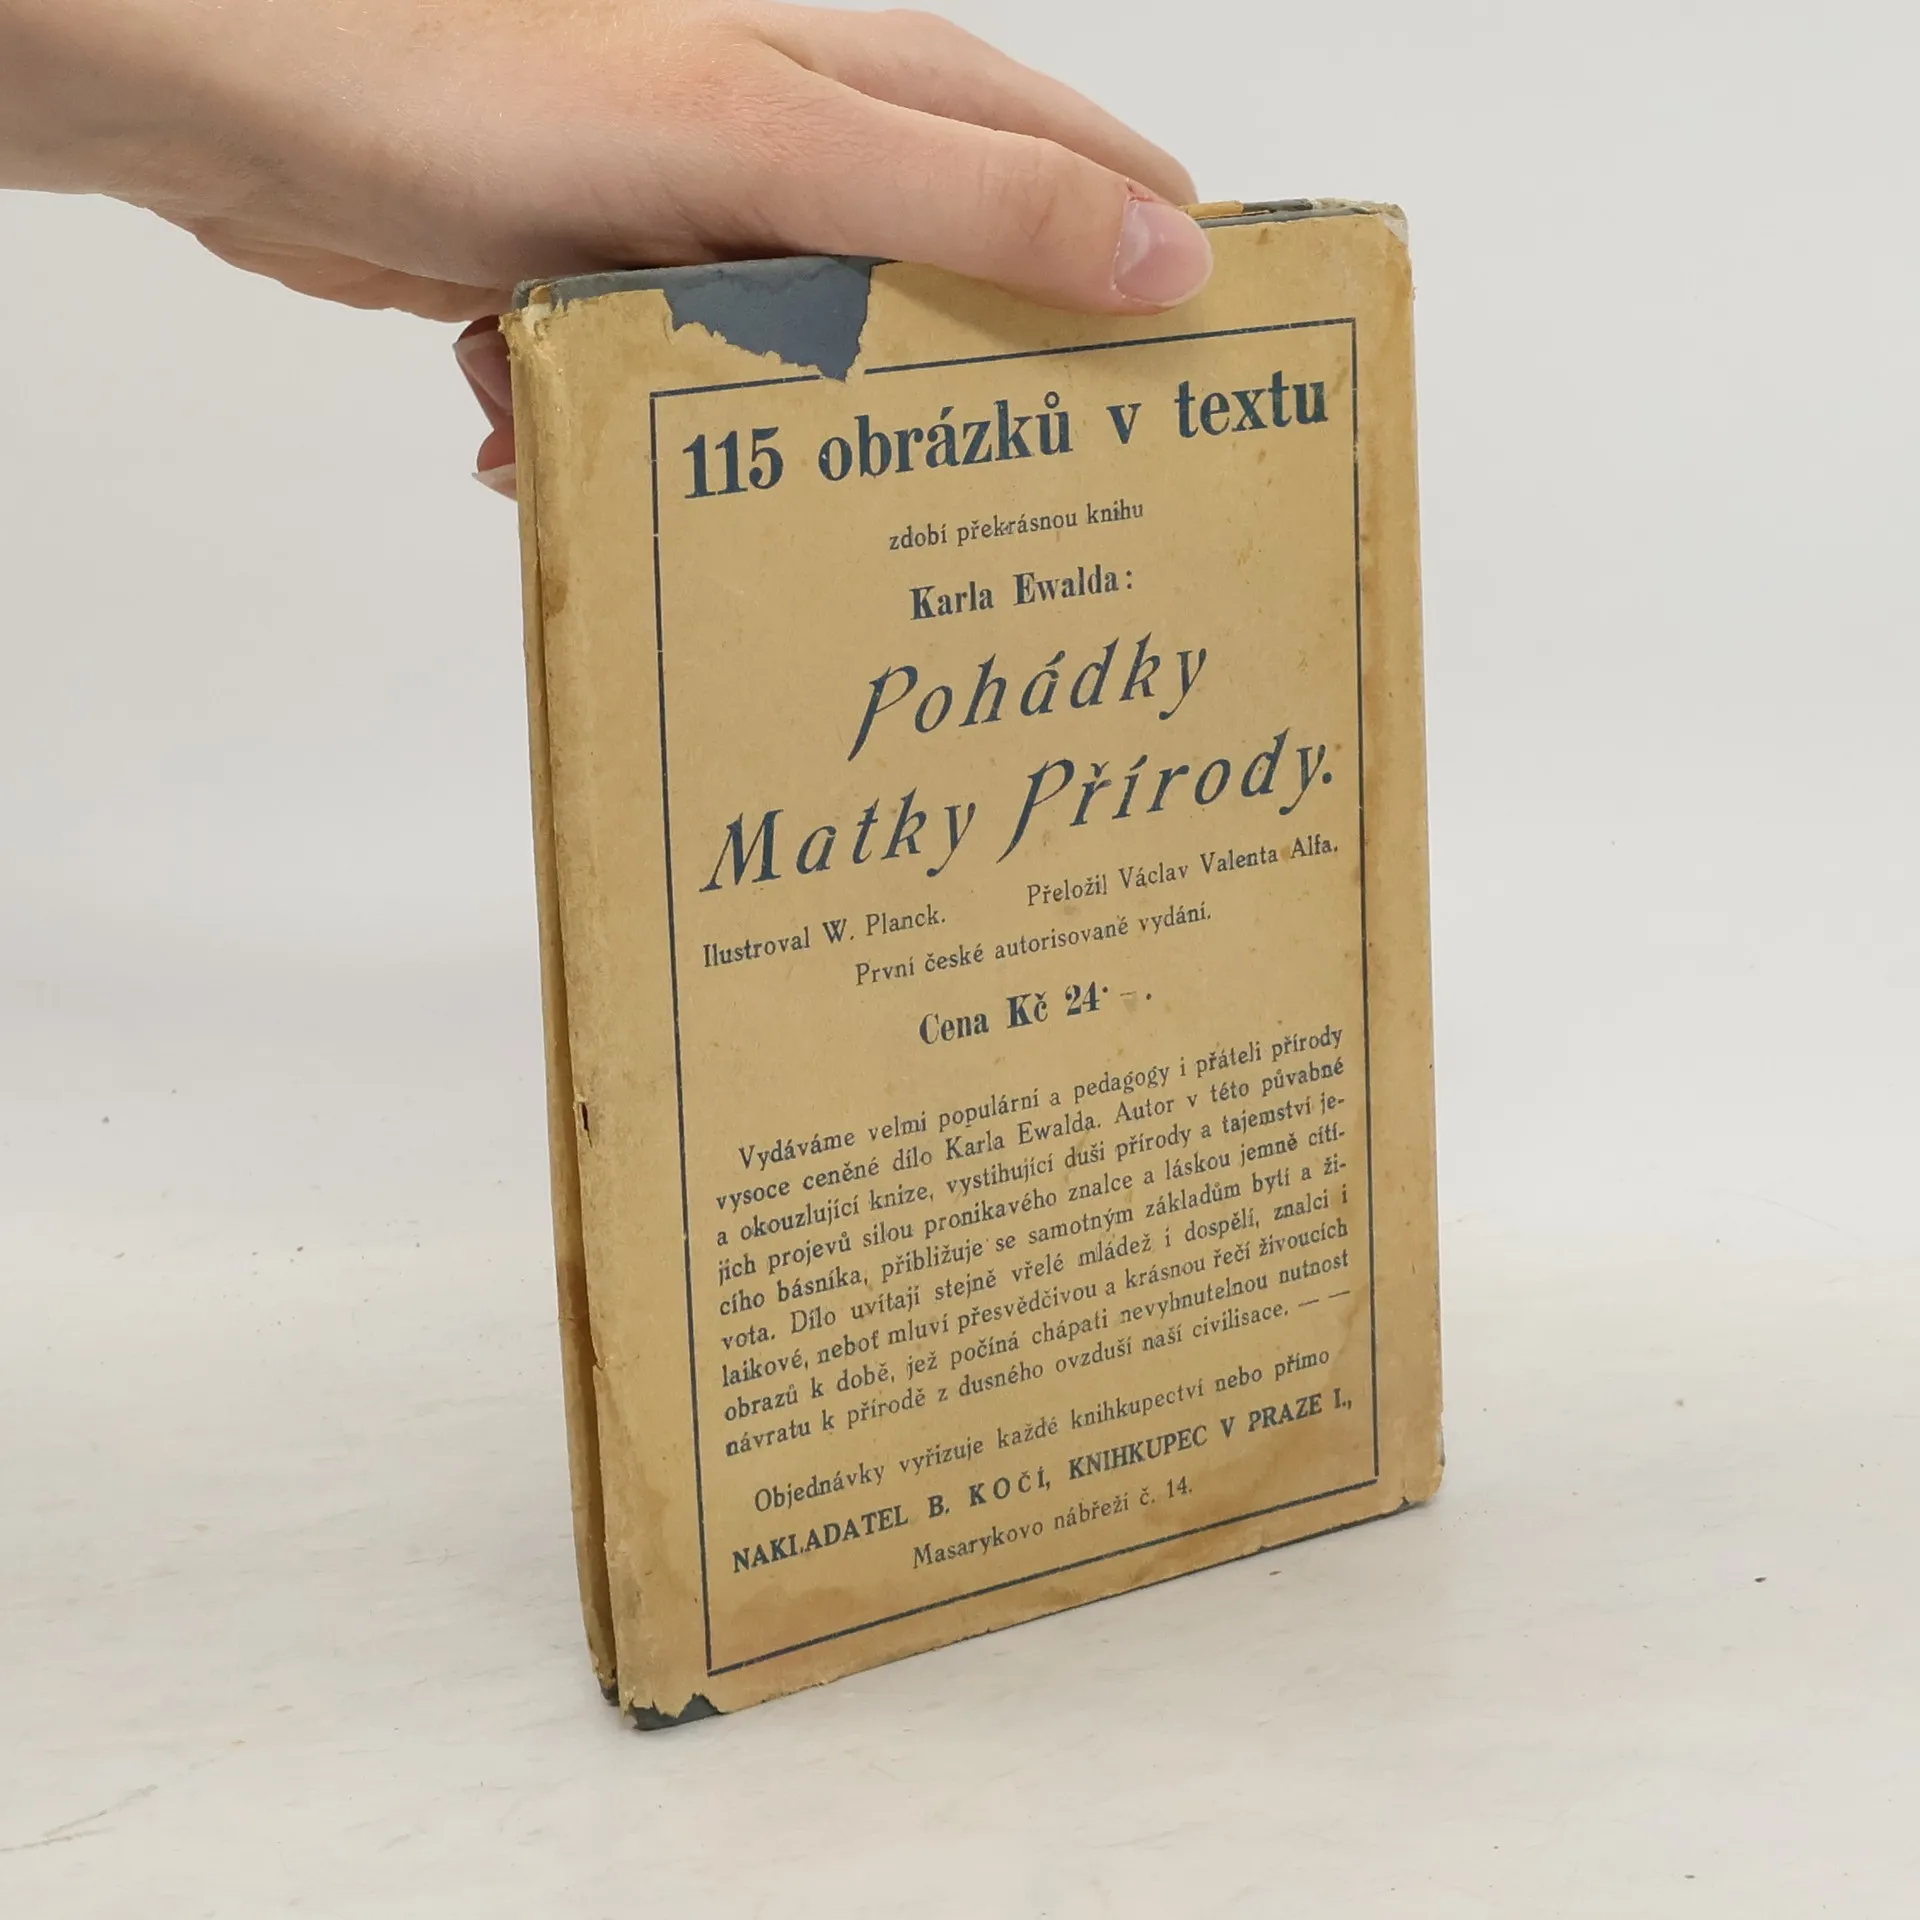 115 obrázků v textu
zdobí překrásnou knihu
Karla Ewalda:
Pohádky
Matky Přírody.
Ilustroval W. Planck. Přeložil Václav Valenta Alfa.
První české autorisované vydání.
Cena Kč 24·–.
Vydáváme velmi populární a pedagogy i přáteli přírody
vysoce ceněné dílo Karla Ewalda. Autor v této půvabné
a okouzlující knize, vystihující duši přírody a tajemství je-
jich projevů silou pronikavého znalce a láskou jemně cítí-
cího básníka, přibližuje se samotným základům bytí a ži-
vota. Dílo uvítají stejně vřelé mládež i dospělí, znalci i
laikové, neboť mluví přesvědčivou a krásnou řečí živoucích
obrazů k době, jež počíná chápati nevyhnutelnou nutnost
návratu k přírodě z dusného ovzduší naší civilisace. — —
Objednávky vyřizuje každé knihkupectví nebo přímo
NAKLADATEL B. KOČÍ, KNIHKUPEC V PRAZE I.,
Masarykovo nábřeží č. 14.